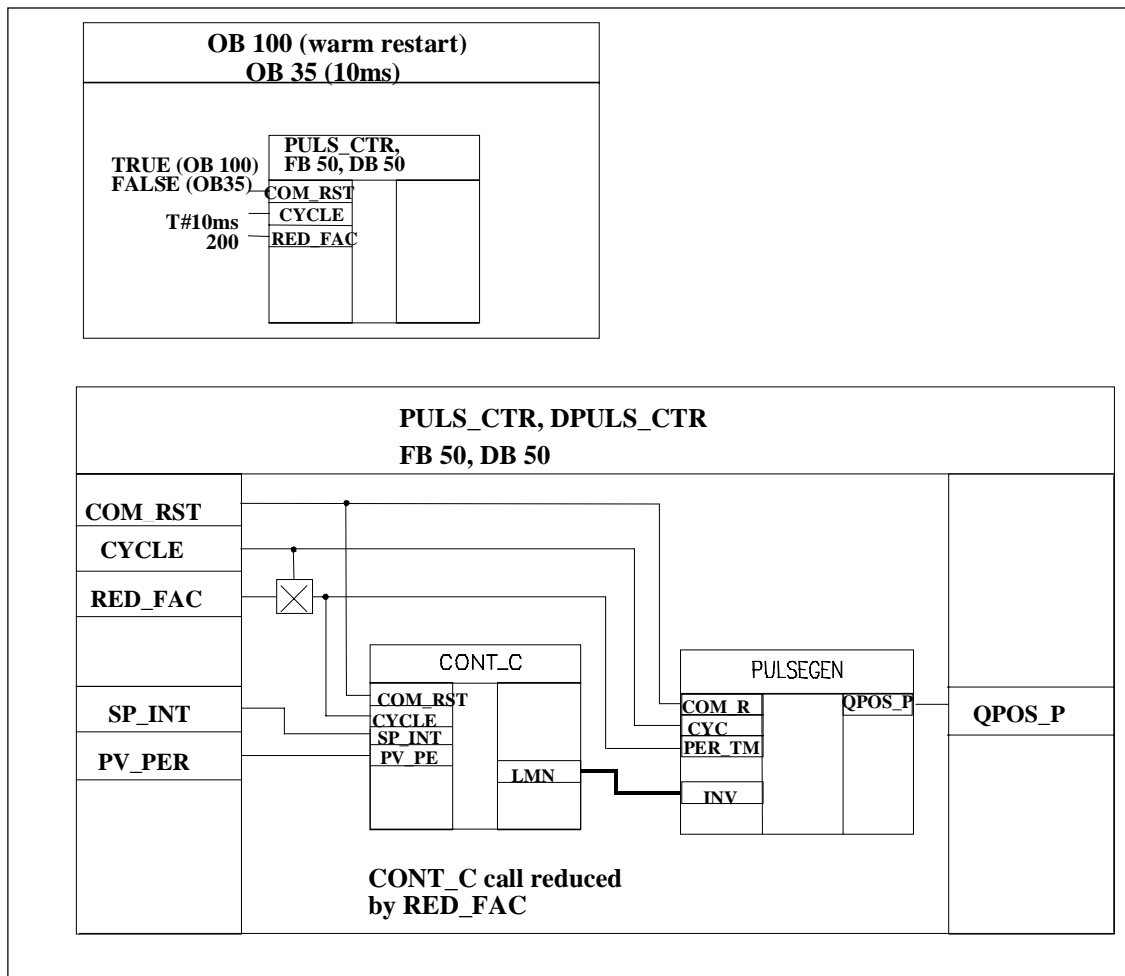 OB 100 (warm restart)
OB 35 (10ms)
PULS_CTR,
FB 50, DB 50
TRUE (OB 100)
FALSE (OB35)
COM_RST
CYCLE
T#10ms
200
RED_FAC
PULS_CTR, DPULS_CTR
FB 50, DB 50
COM_RST
CYCLE
RED_FAC
SP_INT
PV_PER
CONT_C
COM_RST
CYCLE
SP_INT
PV_PE
LMN
PULSEGEN
COM_R
CYC
PER_TM
INV
QPOS_P
QPOS_P
CONT_C call reduced
by RED_FAC